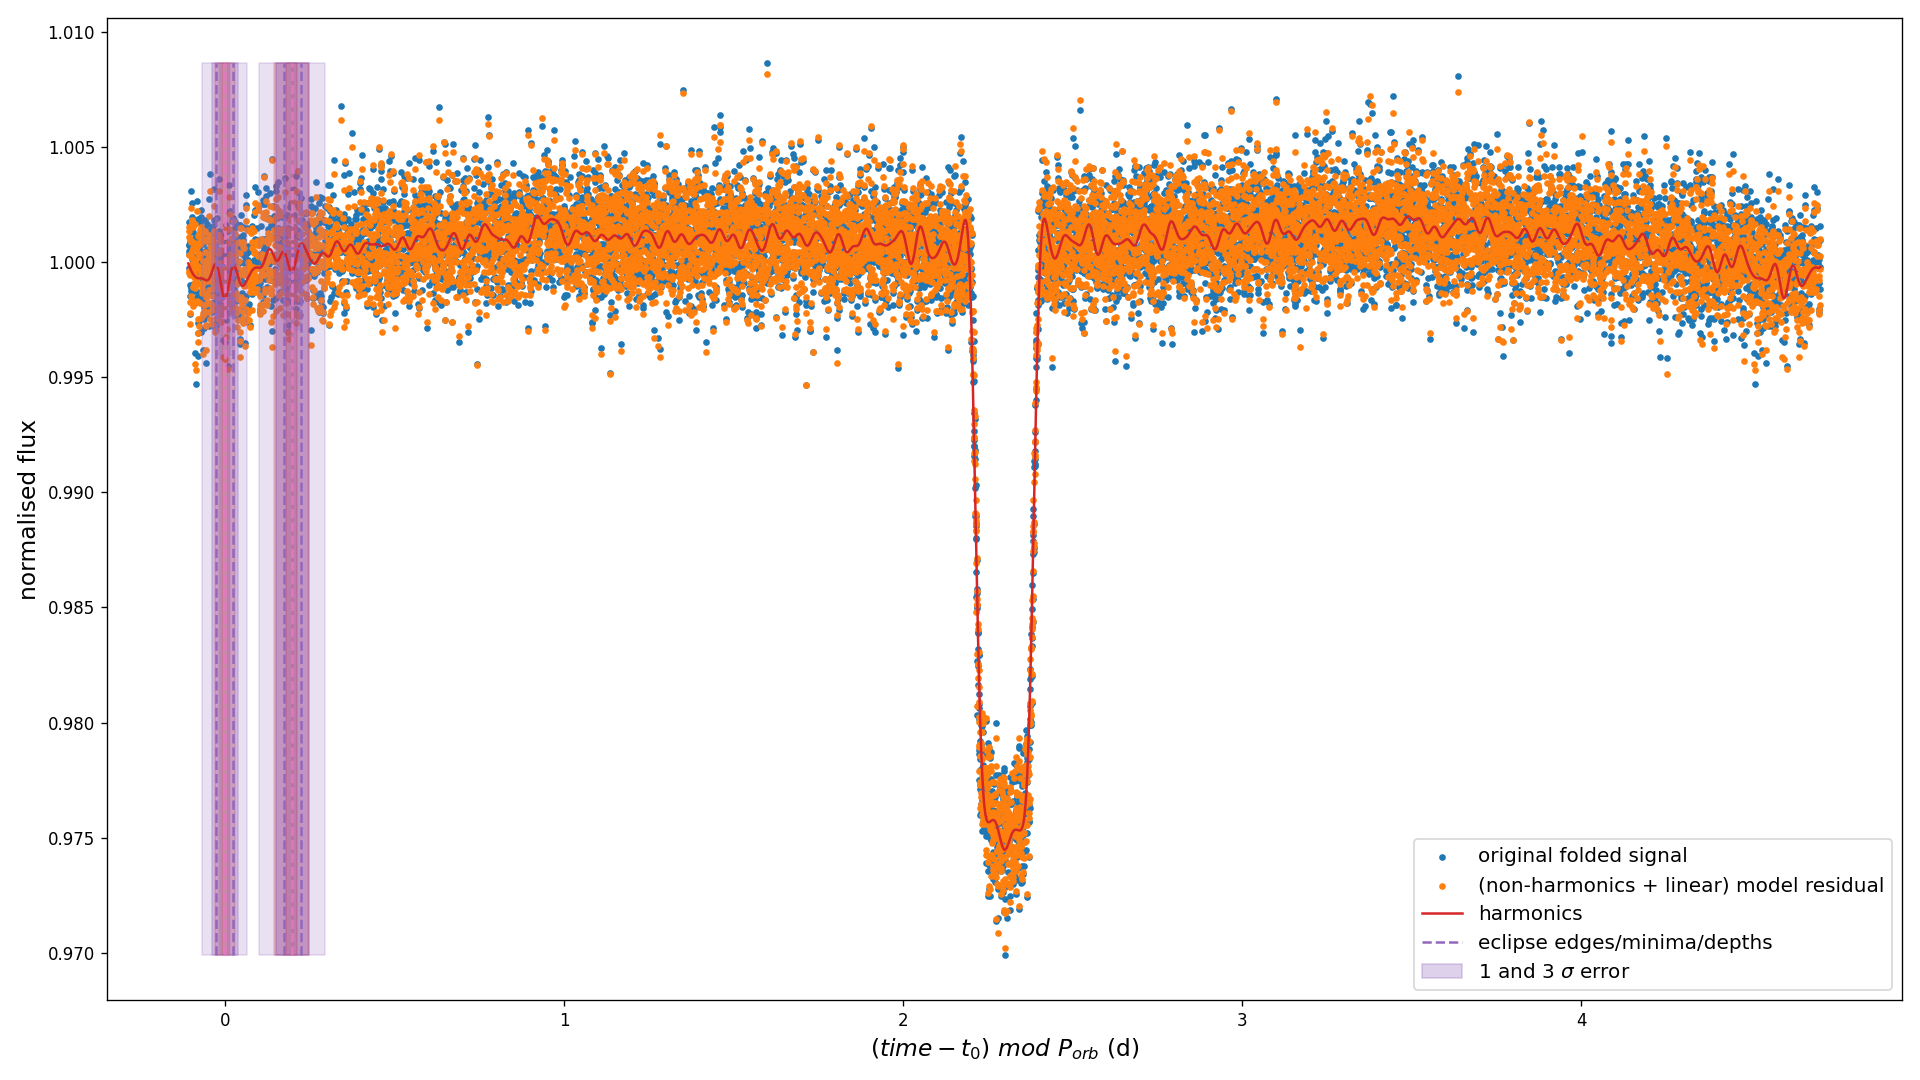 1.010
1.005
1.000
0.995
0.990
0.985
0.980
0.975
0.970
normalised flux
original folded signal
(non-harmonics + linear) model residual
harmonics
eclipse edges/minima/depths
1 and 3 σ error
0 1 2 3 4
(time − t₀) mod Pₒᵣb (d)